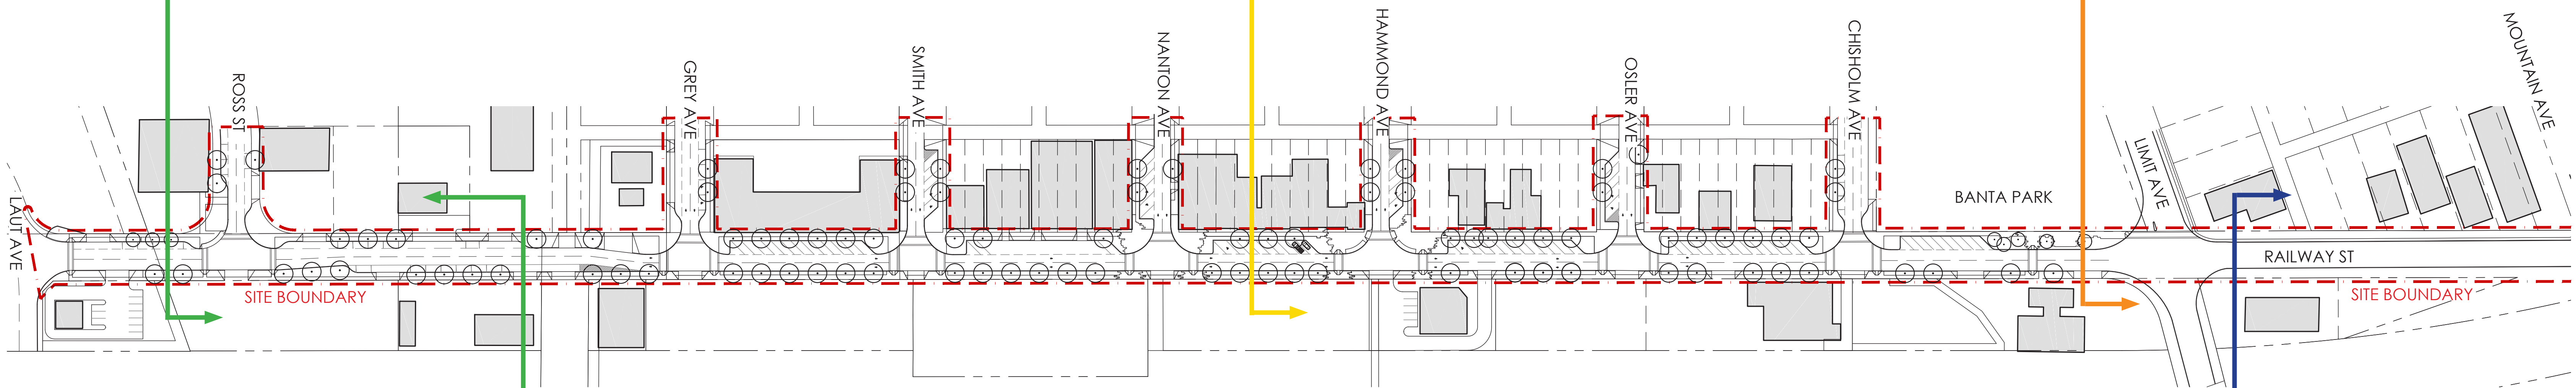 LALIT AVE
ROSS ST
GREY AVE
SMITH AVE
NANTON AVE
HAMMOND AVE
OSLER AVE
CHISHOLM AVE
BANTA PARK
LIMIT AVE
MOUNTAIN AVE
RAILWAY ST
SITE BOUNDARY
SITE BOUNDARY